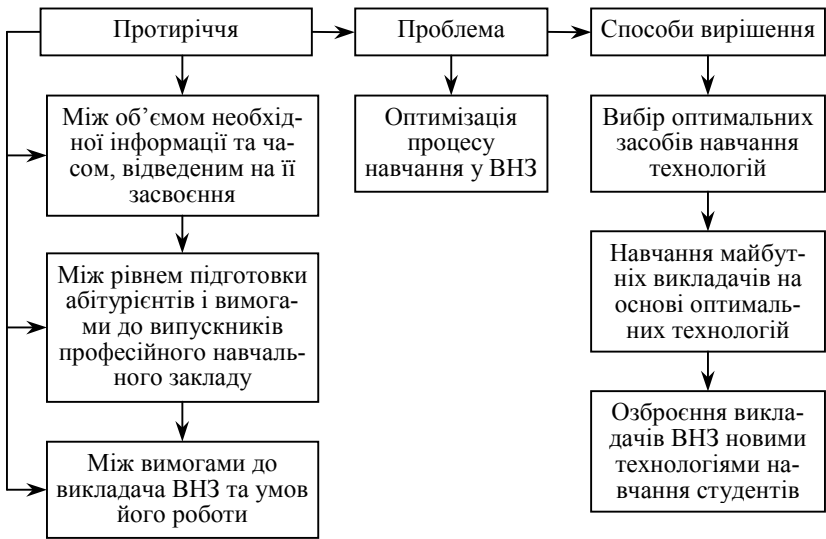 Протиріччя
Проблема
Способи вирішення
Між об’ємом необхід-
ної інформації та ча-
сом, відведеним на її
засвоєння
Між рівнем підготовки
абітурієнтів і вимога-
ми до випускників
професійного навчаль-
ного закладу
Між вимогами до
викладача ВНЗ та умов
його роботи
Оптимізація
процесу
навчання у ВНЗ
Вибір оптимальних
засобів навчання
технологій
Навчання майбут-
ніх викладачів на
основі оптималь-
них технологій
Озброєння викла-
дачів ВНЗ новими
технологіями на-
вчання студентів